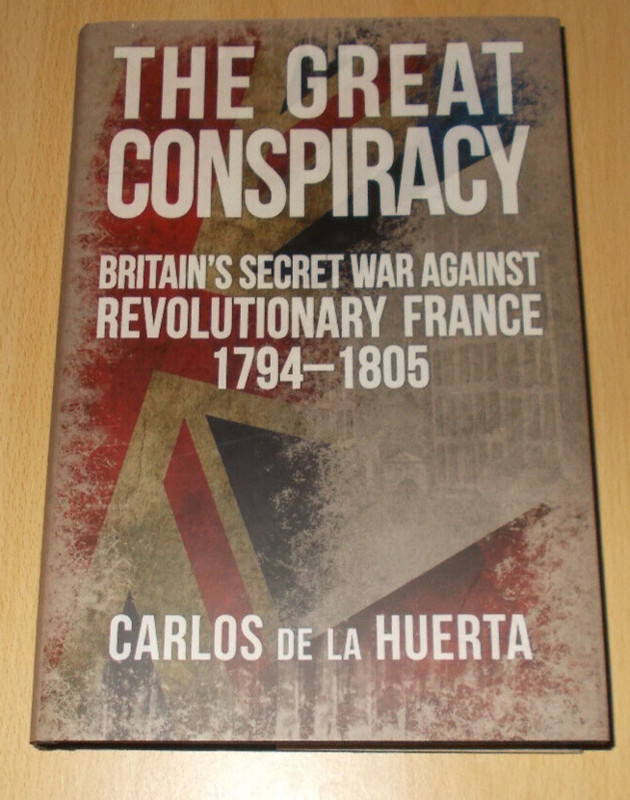 THE GREAT
CONSPIRACY
BRITAIN'S SECRET WAR AGAINST
REVOLUTIONARY FRANCE
1794–1805
CARLOS DE LA HUERTA